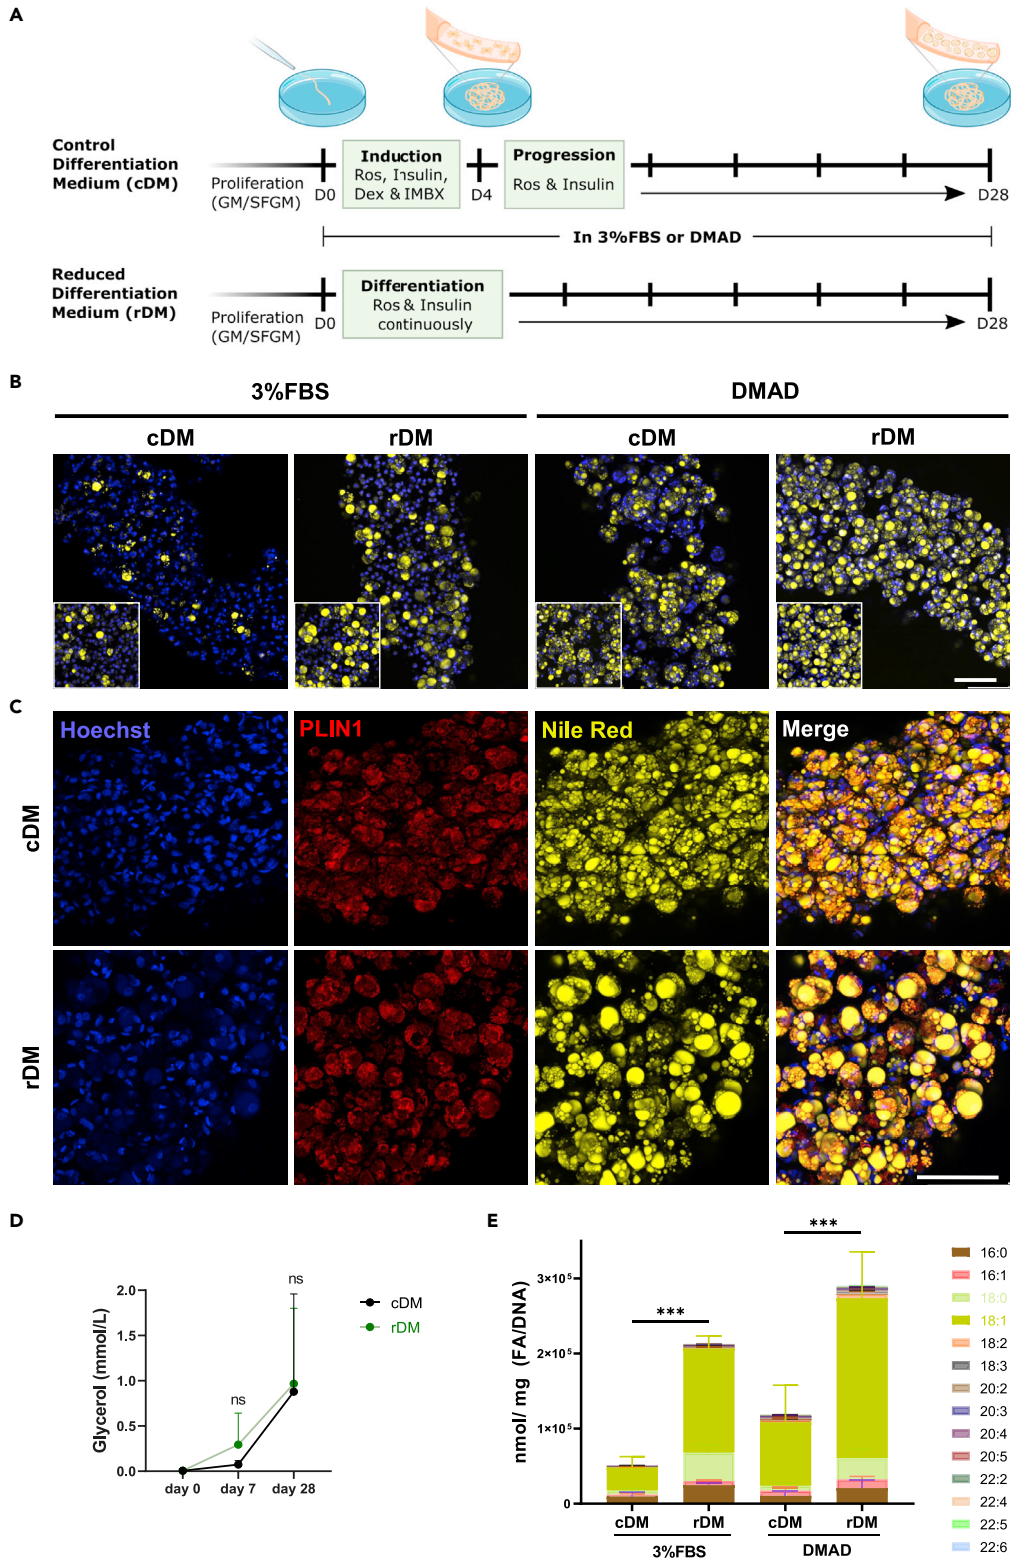 A
Control
Differentiation
Medium (cDM)
Proliferation
(GM/SFGM)
D0
Induction
Ros, Insulin,
Dex & IMBX
D4
Progression
Ros & Insulin
D28
In 3%FBS or DMAD
Reduced
Differentiation
Medium (rDM)
Proliferation
(GM/SFGM)
D0
Differentiation
Ros & Insulin
continuously
D28
B
3%FBS
DMAD
cDM
rDM
cDM
rDM
C
Hoechst
PLIN1
Nile Red
Merge
cDM
rDM
D
Glycerol (mmol/L)
2.0
1.5
1.0
0.5
0.0
ns
ns
day 0
day 7
day 28
cDM
rDM
E
nmol/ mg (FA/DNA)
3×10⁵
2×10⁵
1×10⁵
0
***
***
cDM
rDM
cDM
rDM
3%FBS
DMAD
16:0
16:1
18:0
18:1
18:2
18:3
20:2
20:3
20:4
20:5
22:2
22:4
22:5
22:6